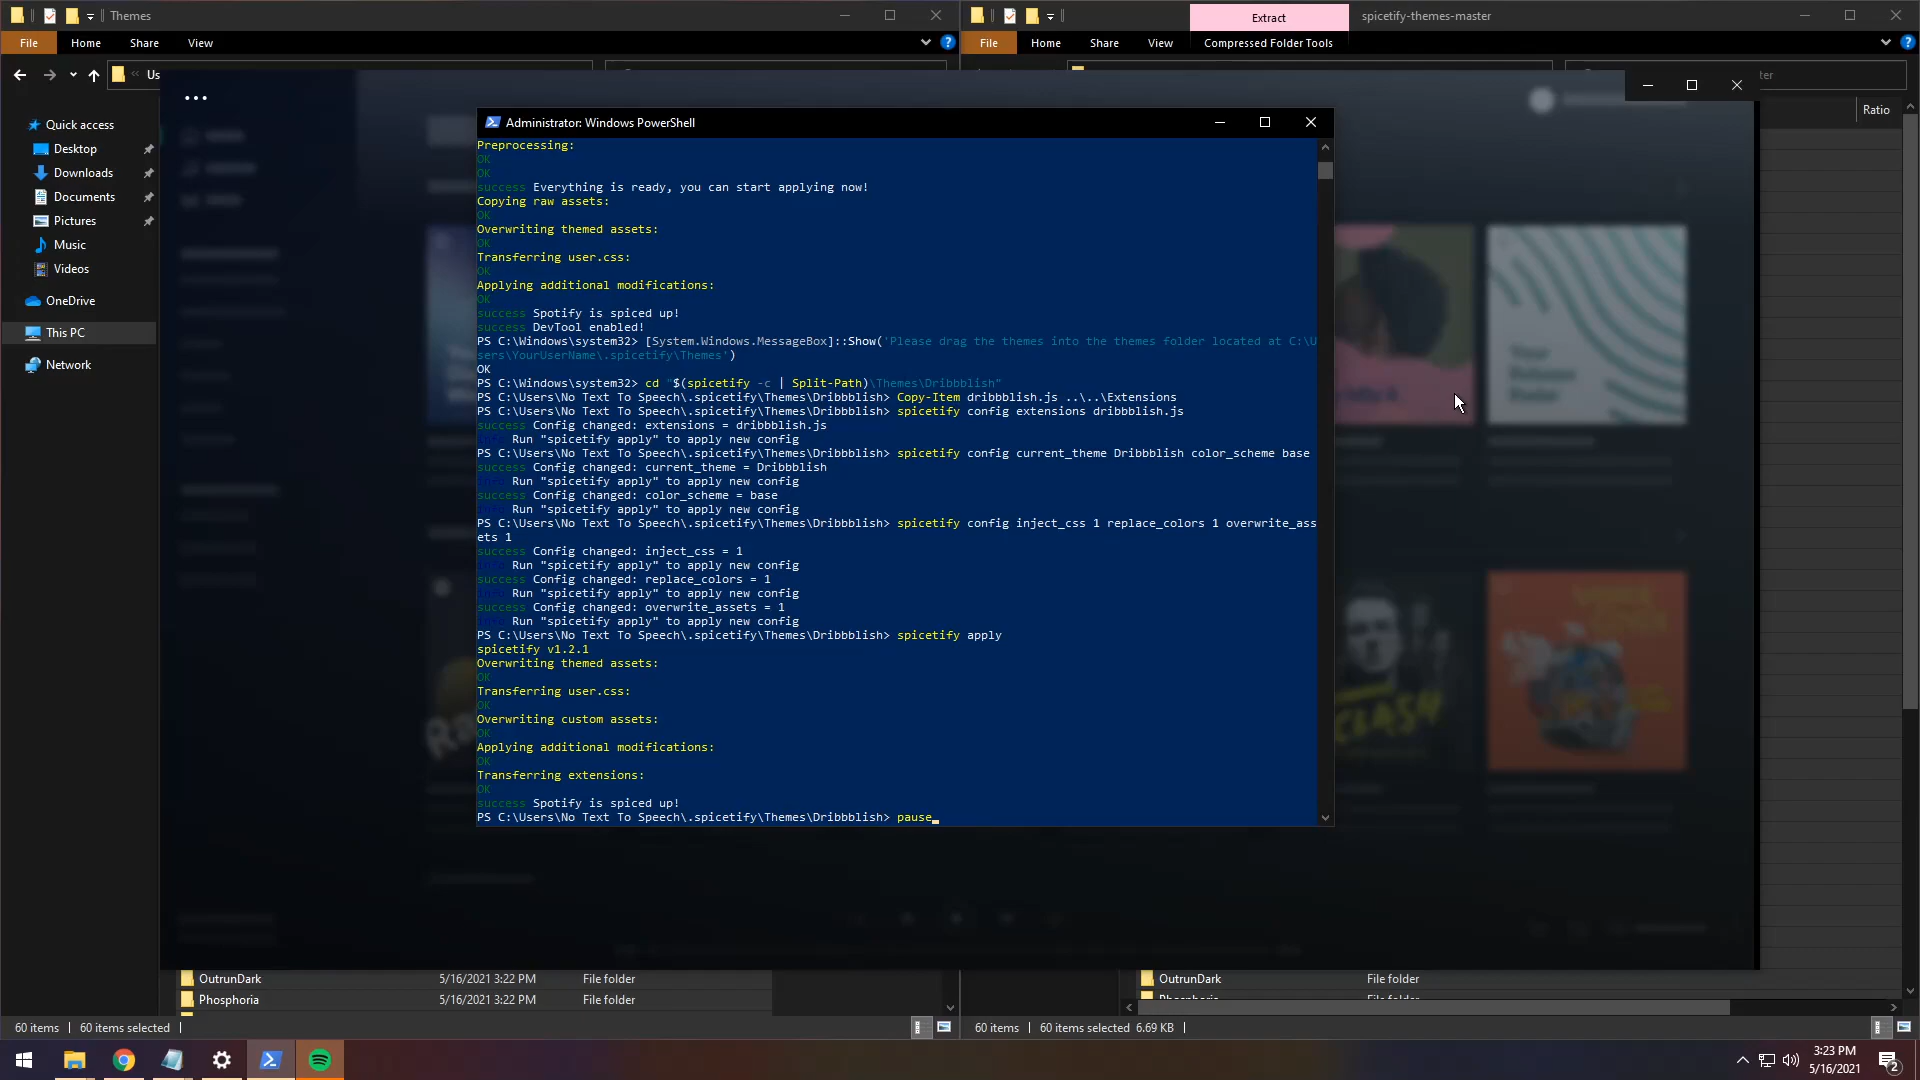 Themes
Extract
spicetify-themes-master
File
Home
Share
View
File
Home
Share
View
Compressed Folder Tools
Us
Ratio
Quick access
Desktop
Downloads
Documents
Pictures
Music
Videos
OneDrive
This PC
Network
Administrator: Windows PowerShell
Preprocessing:
OK
OK
success Everything is ready, you can start applying now!
Copying raw assets:
OK
Overwriting themed assets:
OK
Transferring user.css:
OK
Applying additional modifications:
OK
success Spotify is spiced up!
success DevTool enabled!
PS C:\Windows\system32> [System.Windows.MessageBox]::Show('Please drag the themes into the themes folder located at C:\U
sers\YourUserName\.spicetify\Themes')
OK
PS C:\Windows\system32> cd "$(spicetify -c | Split-Path)\Themes\Dribbblish"
PS C:\Users\No Text To Speech\.spicetify\Themes\Dribbblish> Copy-Item dribbblish.js ..\..\Extensions
PS C:\Users\No Text To Speech\.spicetify\Themes\Dribbblish> spicetify config extensions dribbblish.js
success Config changed: extensions = dribbblish.js
info Run "spicetify apply" to apply new config
PS C:\Users\No Text To Speech\.spicetify\Themes\Dribbblish> spicetify config current_theme Dribbblish color_scheme base
success Config changed: current_theme = Dribbblish
info Run "spicetify apply" to apply new config
success Config changed: color_scheme = base
info Run "spicetify apply" to apply new config
PS C:\Users\No Text To Speech\.spicetify\Themes\Dribbblish> spicetify config inject_css 1 replace_colors 1 overwrite_ass
ets 1
success Config changed: inject_css = 1
info Run "spicetify apply" to apply new config
success Config changed: replace_colors = 1
info Run "spicetify apply" to apply new config
success Config changed: overwrite_assets = 1
info Run "spicetify apply" to apply new config
PS C:\Users\No Text To Speech\.spicetify\Themes\Dribbblish> spicetify apply
spicetify v1.2.1
Overwriting themed assets:
OK
Transferring user.css:
OK
Overwriting custom assets:
OK
Applying additional modifications:
OK
Transferring extensions:
OK
success Spotify is spiced up!
PS C:\Users\No Text To Speech\.spicetify\Themes\Dribbblish> pause
Your
Release
Radar
CLASH
OutrunDark 5/16/2021 3:22 PM File folder
Phosphoria 5/16/2021 3:22 PM File folder
OutrunDark File folder
Phosphoria File folder
60 items 60 items selected
60 items 60 items selected 6.69 KB
3:23 PM
5/16/2021
2